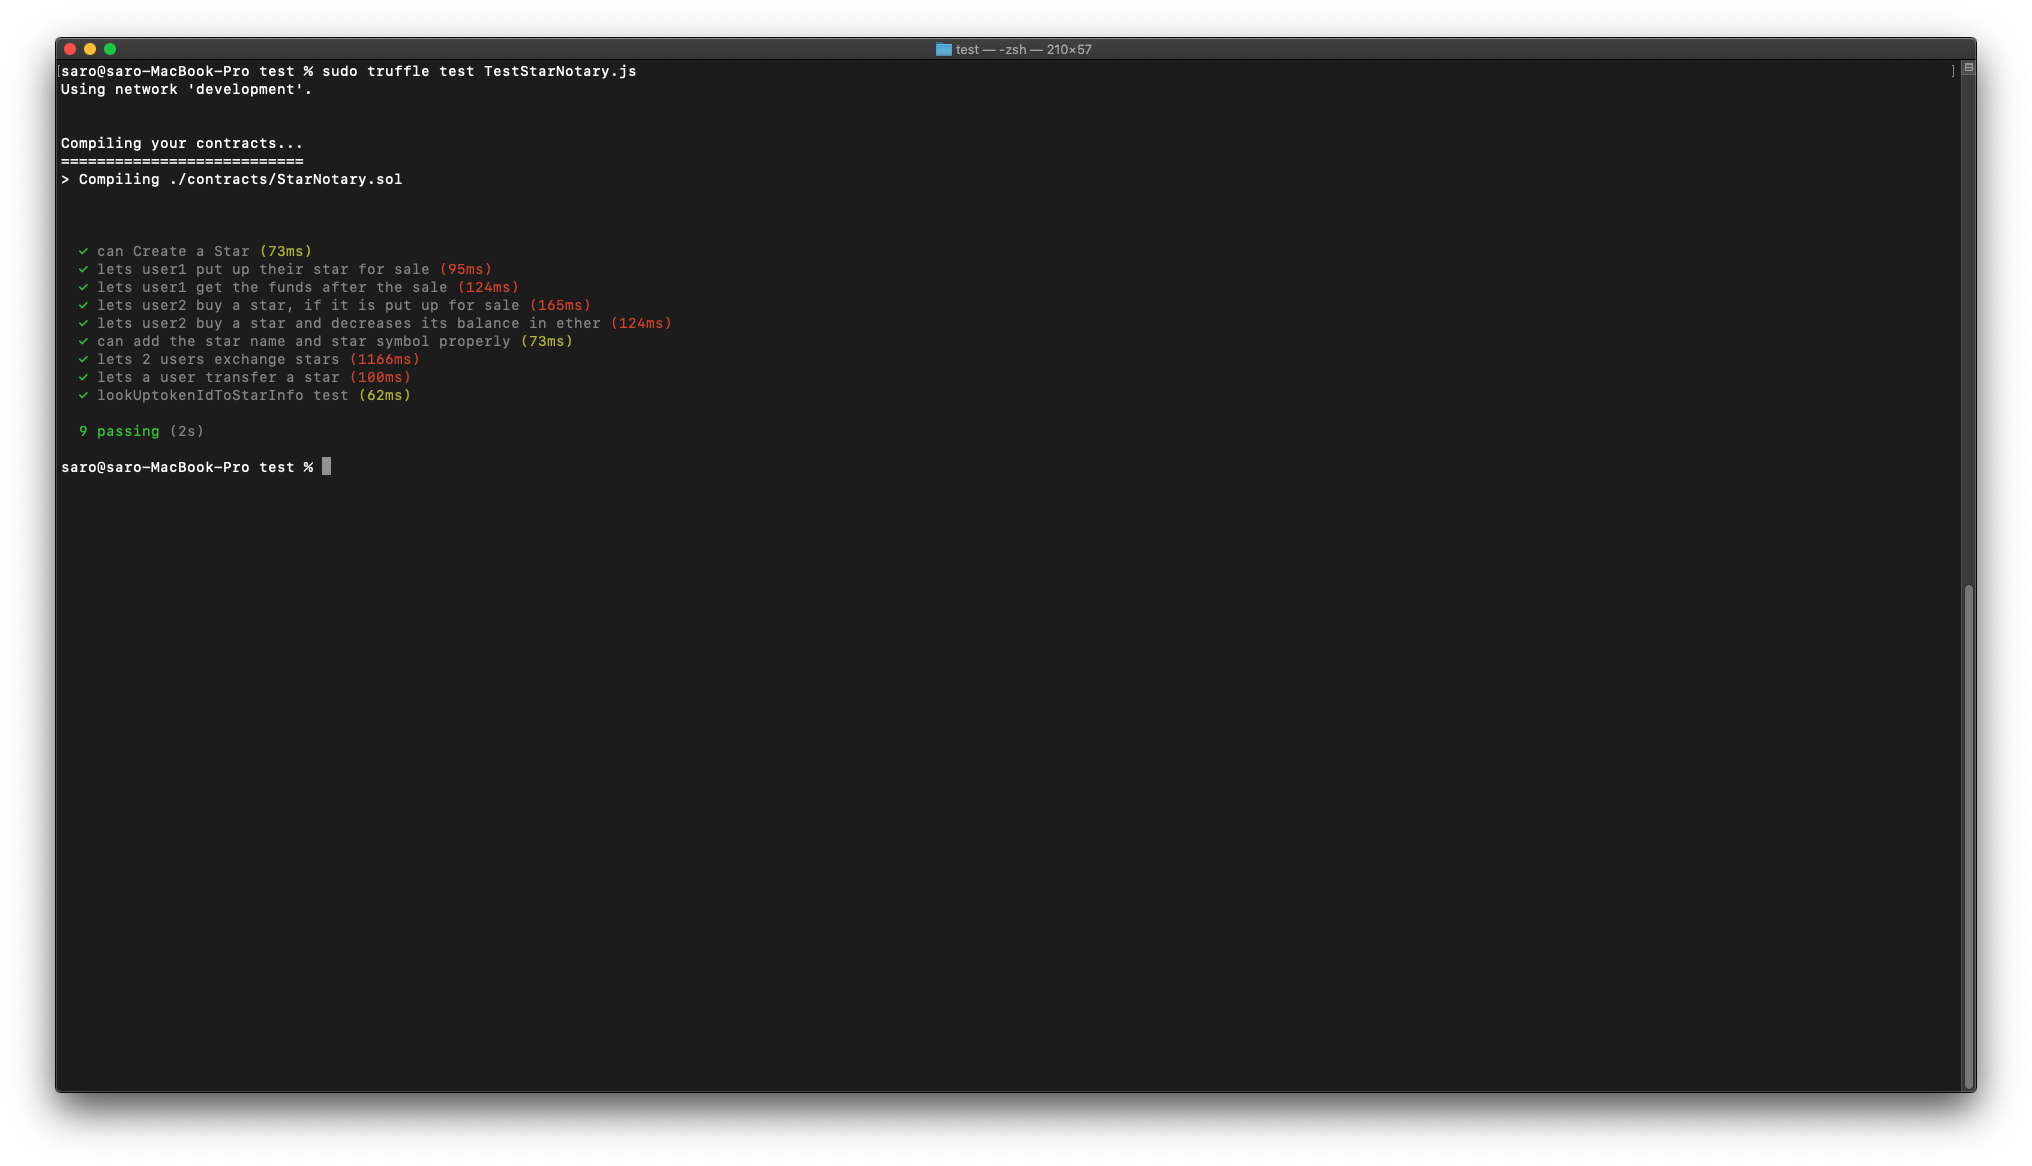 test — -zsh — 210×57
saro@saro-MacBook-Pro test % sudo truffle test TestStarNotary.js
Using network 'development'.
Compiling your contracts...
===========================
> Compiling ./contracts/StarNotary.sol
✓ can Create a Star (73ms)
✓ lets user1 put up their star for sale (95ms)
✓ lets user1 get the funds after the sale (124ms)
✓ lets user2 buy a star, if it is put up for sale (165ms)
✓ lets user2 buy a star and decreases its balance in ether (124ms)
✓ can add the star name and star symbol properly (73ms)
✓ lets 2 users exchange stars (1166ms)
✓ lets a user transfer a star (100ms)
✓ lookUptokenIdToStarInfo test (62ms)
9 passing (2s)
saro@saro-MacBook-Pro test %